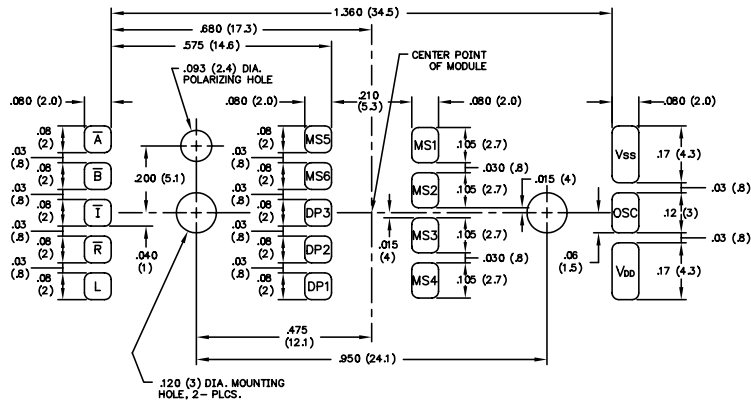 1.360 (34.5)
.680 (17.3)
.575 (14.6)
.093 (2.4) DIA.
POLARIZING HOLE
CENTER POINT
OF MODULE
.080 (2.0)
.080 (2.0)
.210
(5.3)
.080 (2.0)
.080 (2.0)
.08
(2)
A
.03
(.8)
.08
(2)
B
.03
(.8)
.08
(2)
I
.03
(.8)
.08
(2)
R
.03
(.8)
.08
(2)
L
.200 (5.1)
.040
(1)
.08
(2)
MS5
.03
(.8)
.08
(2)
MS6
.03
(.8)
.08
(2)
DP3
.03
(.8)
.08
(2)
DP2
.03
(.8)
.08
(2)
DP1
.015
(4)
MS1
.105 (2.7)
.030 (.8)
MS2
.105 (2.7)
.015 (4)
MS3
.105 (2.7)
.030 (.8)
MS4
.105 (2.7)
VSS
.17 (4.3)
.03 (.8)
OSC
.12 (3)
.06
(1.5)
.03 (.8)
VDD
.17 (4.3)
.475
(12.1)
.950 (24.1)
.120 (3) DIA. MOUNTING
HOLE, 2- PLCS.